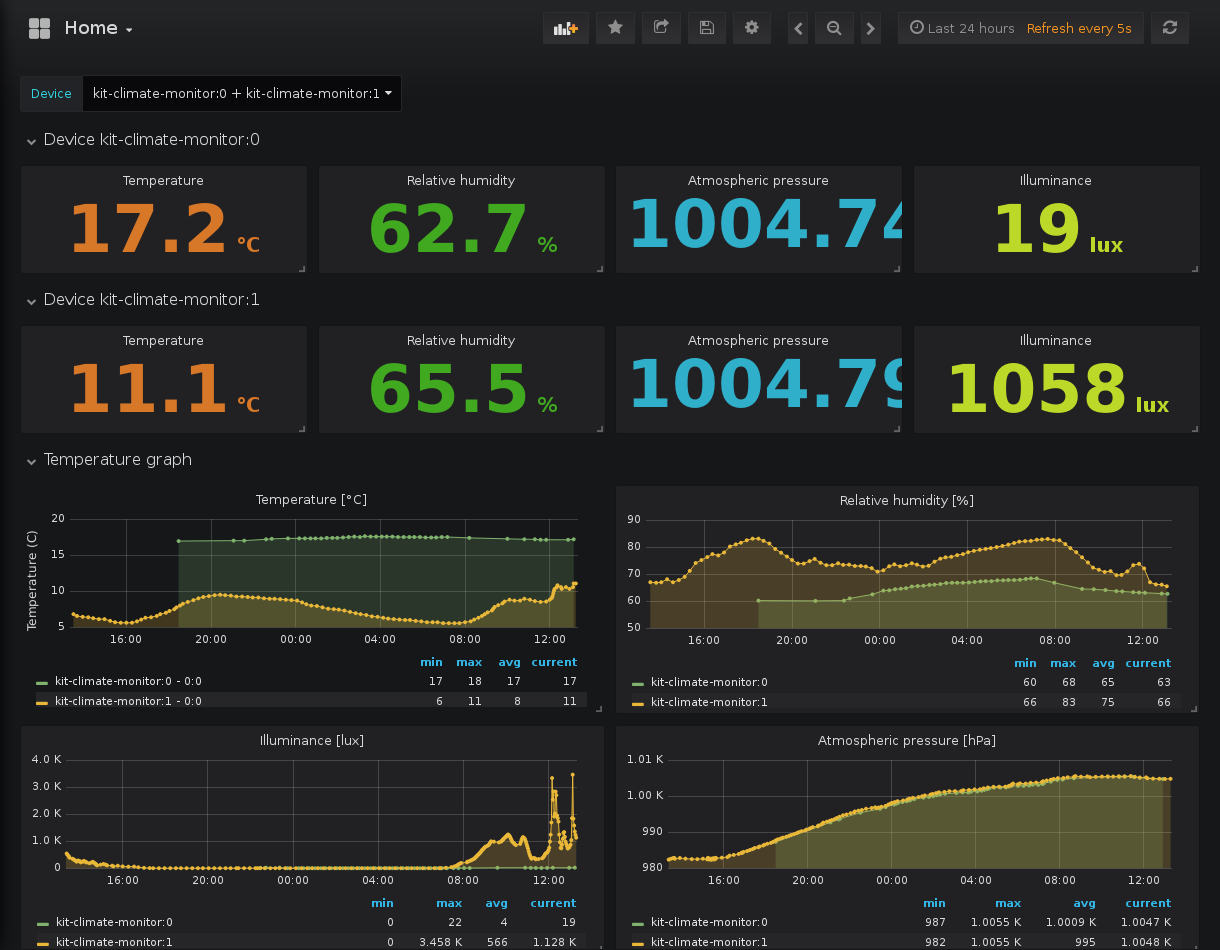 Home
Last 24 hours Refresh every 5s
Device kit-climate-monitor:0 + kit-climate-monitor:1
Device kit-climate-monitor:0
Temperature Relative humidity Atmospheric pressure Illuminance
17.2 °C 62.7 % 1004.74 19 lux
Device kit-climate-monitor:1
Temperature Relative humidity Atmospheric pressure Illuminance
11.1 °C 65.5 % 1004.79 1058 lux
Temperature graph
Temperature [°C]
Temperature (C)
20
15
10
5
16:00 20:00 00:00 04:00 08:00 12:00
min max avg current
kit-climate-monitor:0 - 0:0 17 18 17 17
kit-climate-monitor:1 - 0:0 6 11 8 11
Relative humidity [%]
90
80
70
60
50
16:00 20:00 00:00 04:00 08:00 12:00
min max avg current
kit-climate-monitor:0 60 68 65 63
kit-climate-monitor:1 66 83 75 66
Illuminance [lux]
4.0 K
3.0 K
2.0 K
1.0 K
0
16:00 20:00 00:00 04:00 08:00 12:00
min max avg current
kit-climate-monitor:0 0 22 4 19
kit-climate-monitor:1 0 3.458 K 566 1.128 K
Atmospheric pressure [hPa]
1.01 K
1.00 K
990
980
16:00 20:00 00:00 04:00 08:00 12:00
min max avg current
kit-climate-monitor:0 987 1.0055 K 1.0009 K 1.0047 K
kit-climate-monitor:1 982 1.0055 K 995 1.0048 K